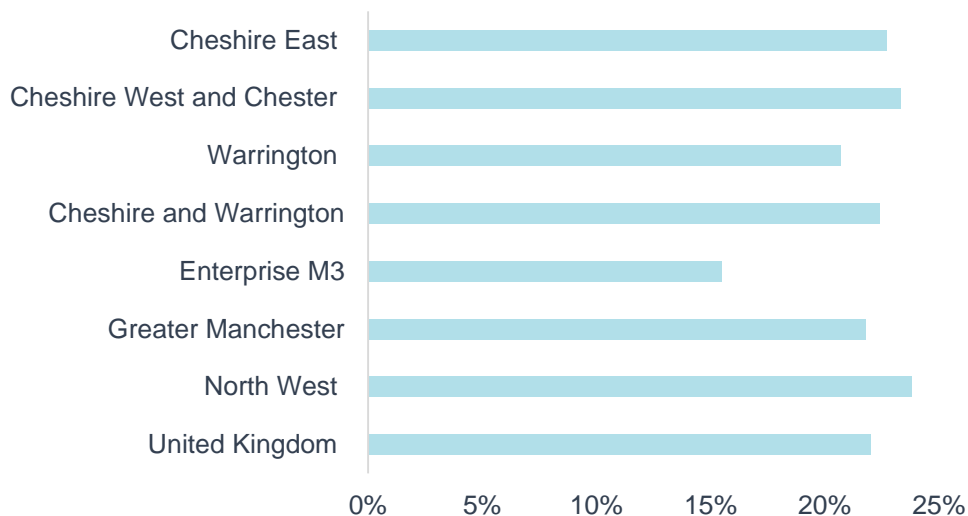 Cheshire East
Cheshire West and Chester
Warrington
Cheshire and Warrington
Enterprise M3
Greater Manchester
North West
United Kingdom
0% 5% 10% 15% 20% 25%